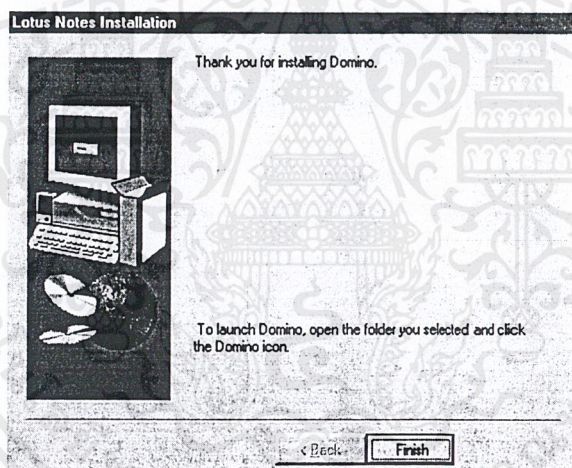 Lotus Notes Installation
Thank you for installing Domino.
To launch Domino, open the folder you selected and click
the Domino icon.
< Back
Finish